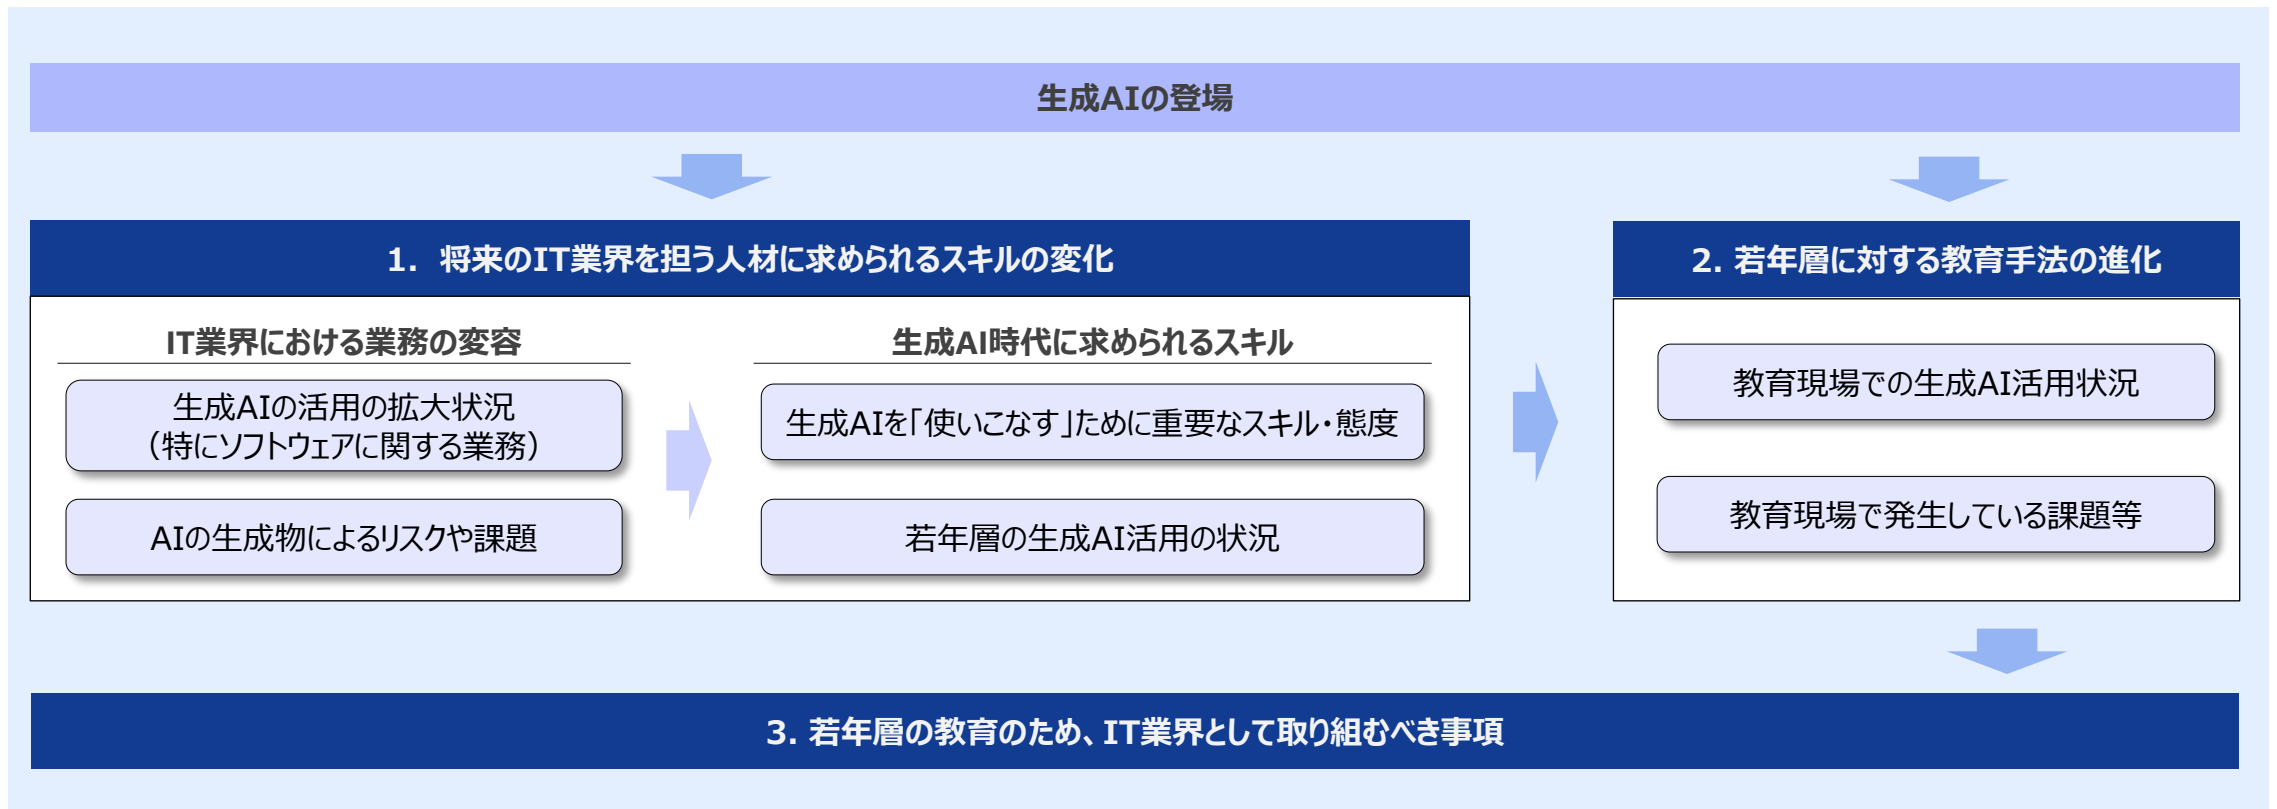 生成AIの登場
1. 将来のIT業界を担う人材に求められるスキルの変化
IT業界における業務の変容
生成AIの活用の拡大状況
（特にソフトウェアに関する業務）
AIの生成物によるリスクや課題
生成AI時代に求められるスキル
生成AIを「使いこなす」ために重要なスキル・態度
若年層の生成AI活用の状況
2. 若年層に対する教育手法の進化
教育現場での生成AI活用状況
教育現場で発生している課題等
3. 若年層の教育のため、IT業界として取り組むべき事項